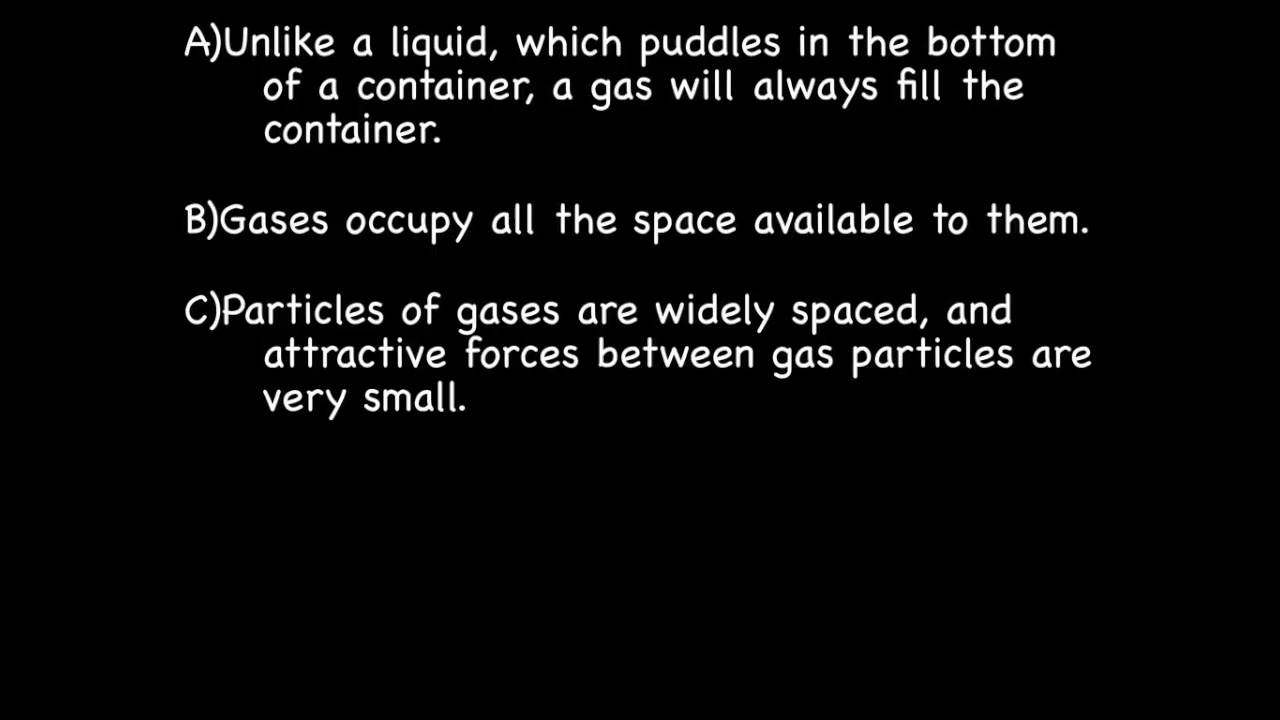 A)Unlike a liquid, which puddles in the bottom
of a container, a gas will always fill the
container.
B)Gases occupy all the space available to them.
C)Particles of gases are widely spaced, and
attractive forces between gas particles are
very small.